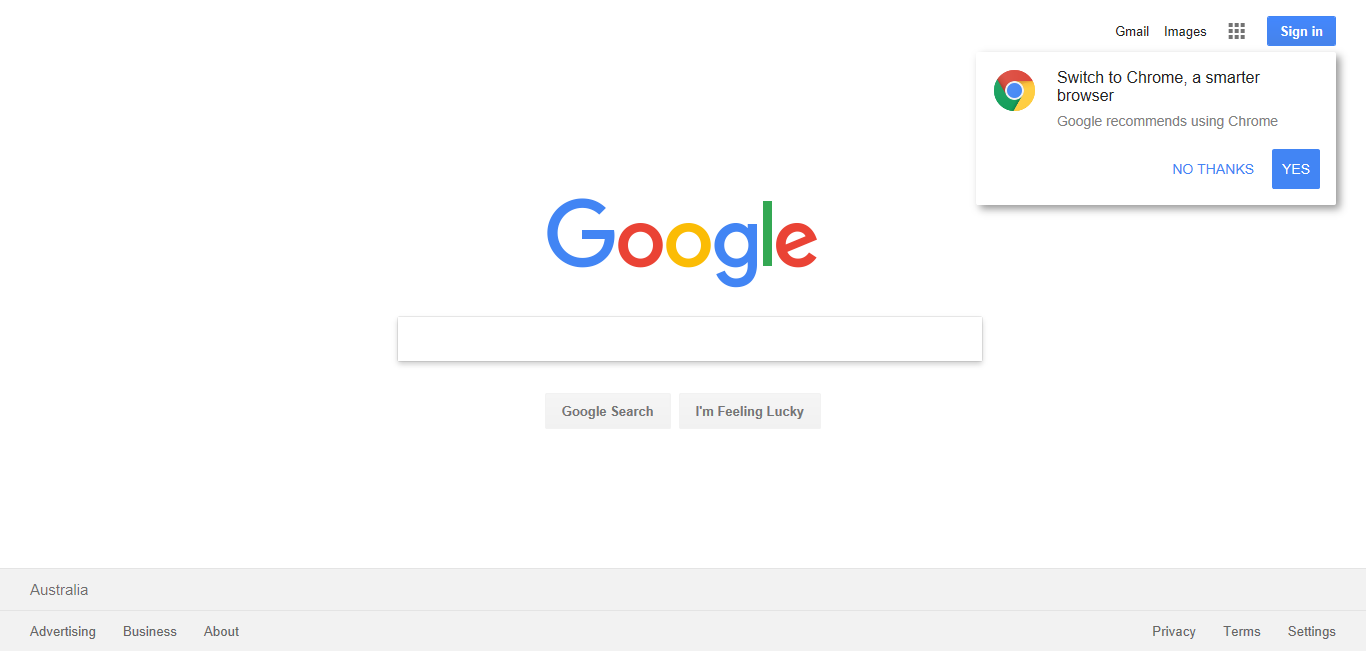 Gmail Images Sign in
Switch to Chrome, a smarter
browser
Google recommends using Chrome
NO THANKS YES
Google
Google Search I'm Feeling Lucky
Australia
Advertising Business About Privacy Terms Settings